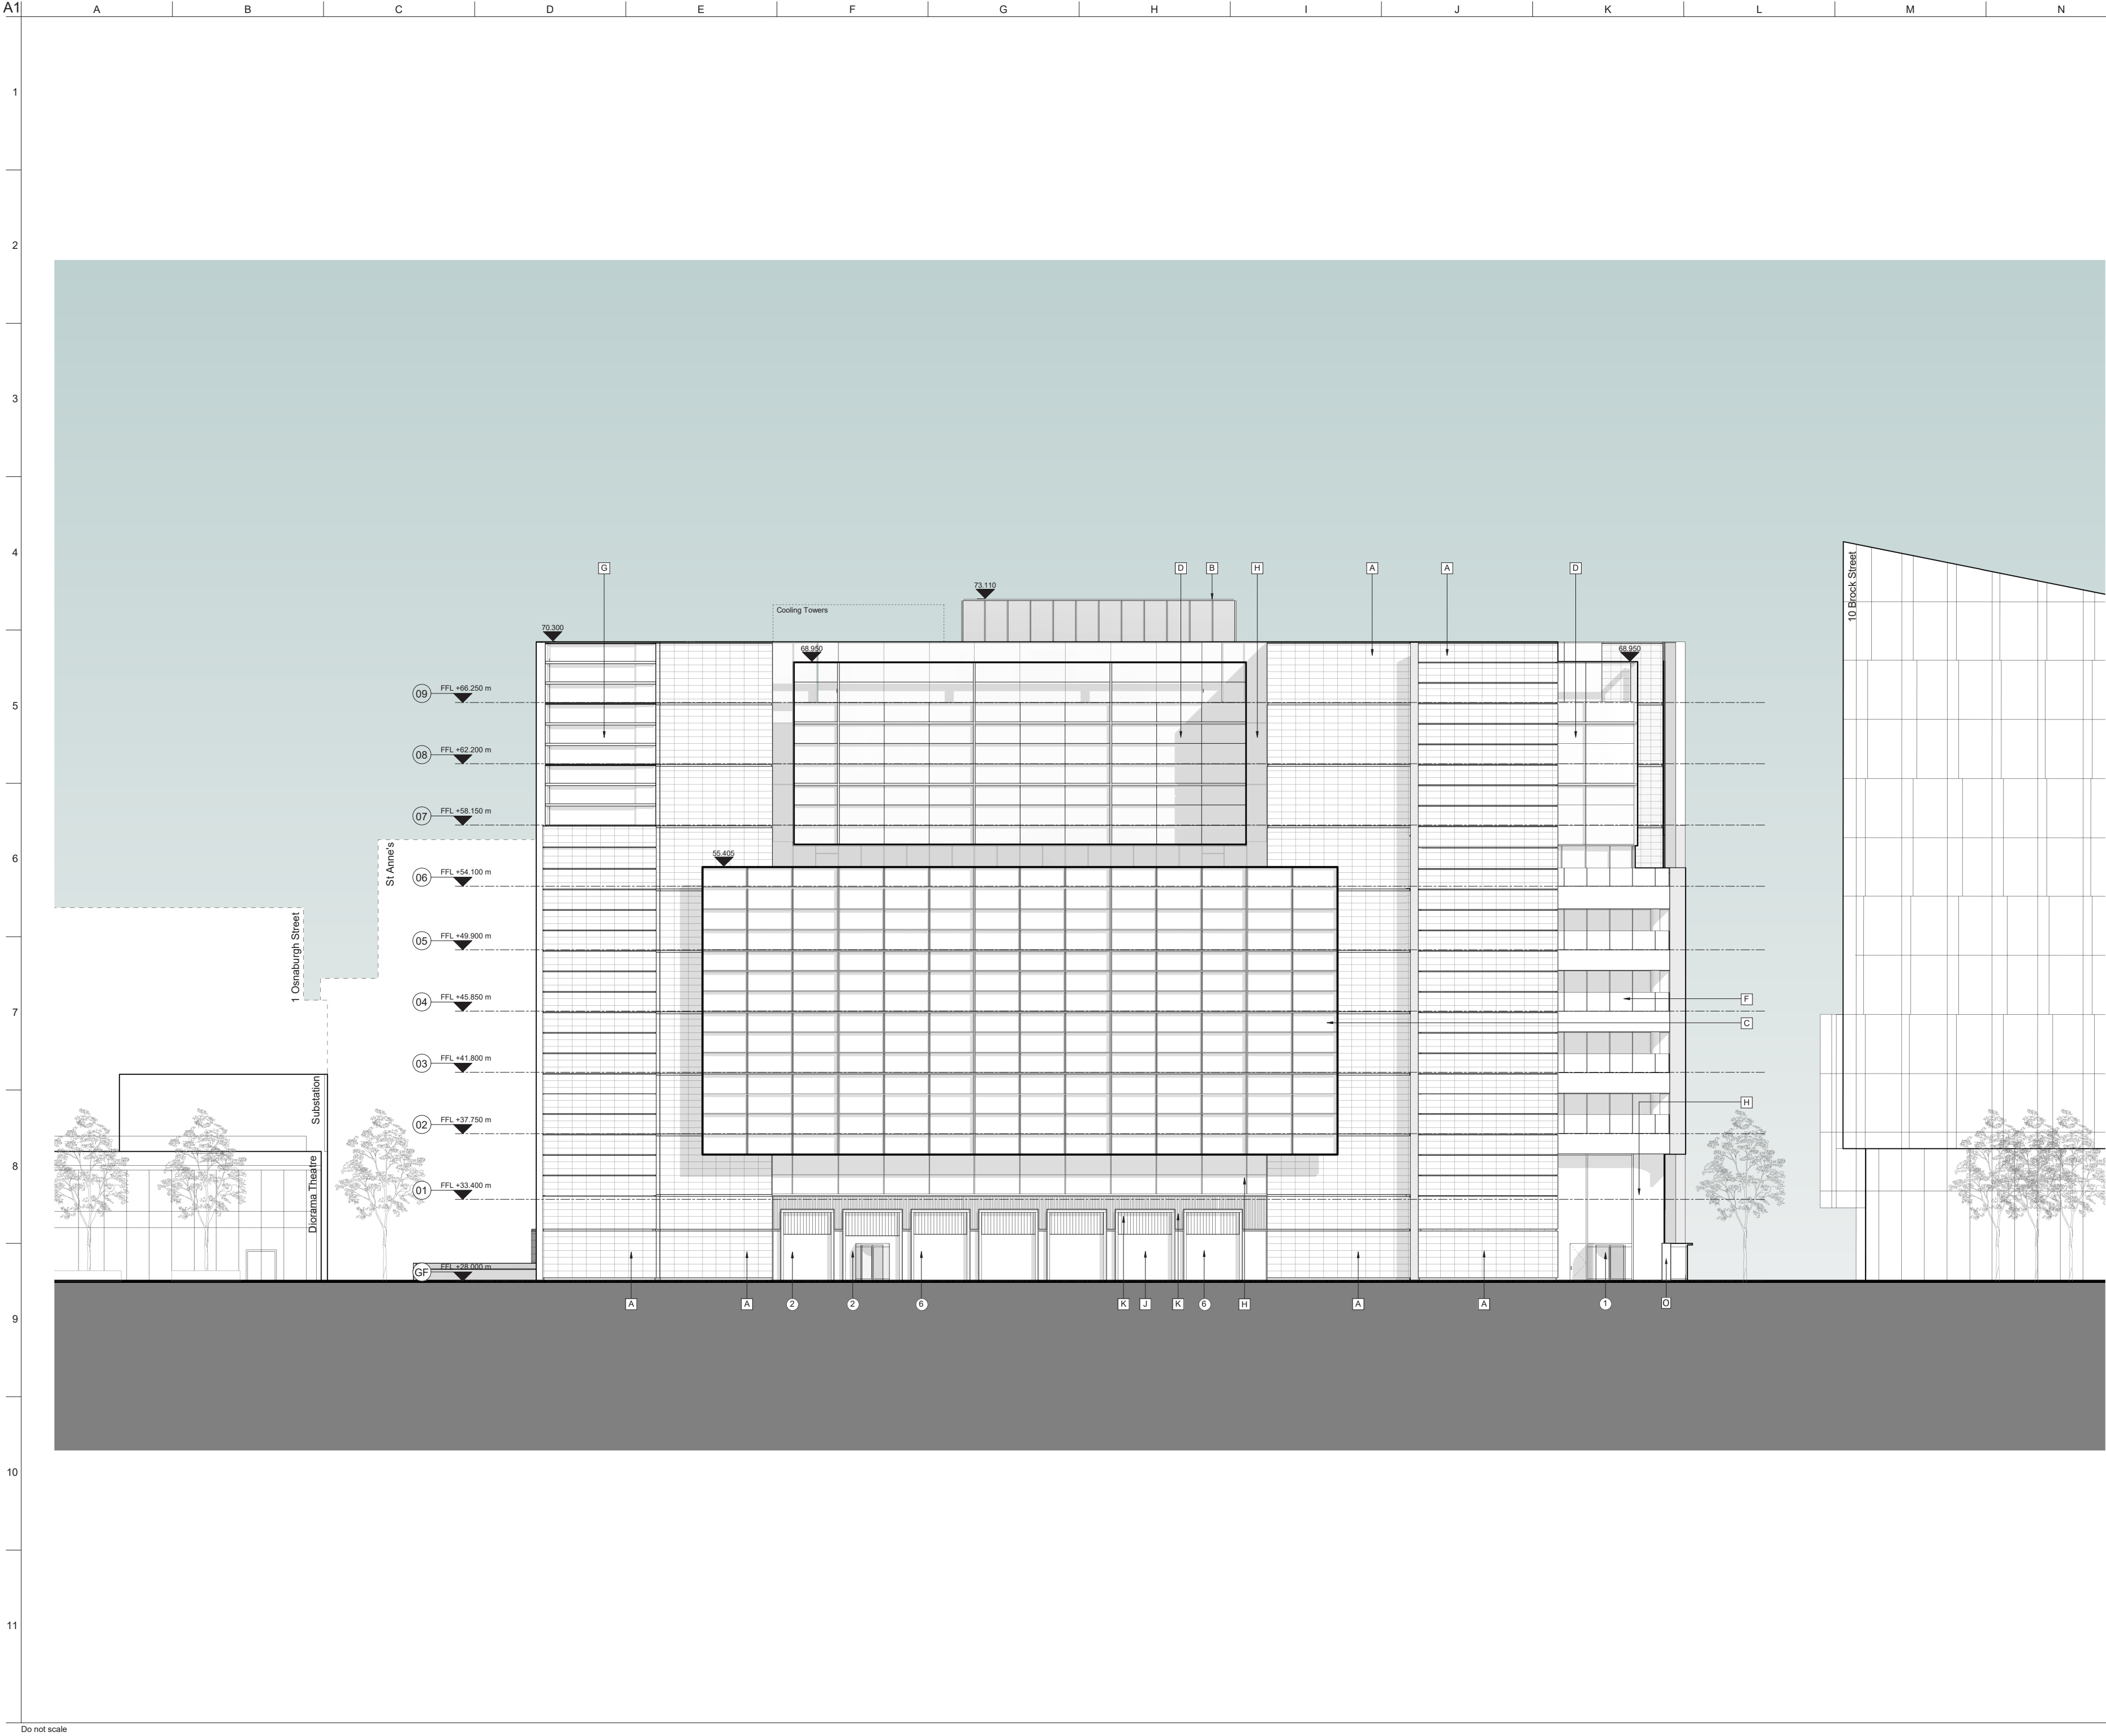 A1
A B C D E F G H I J K L M N
1
2
3
4
5
6
7
8
9
10
11
G
D
B
H
A
A
D
73.110
Cooling Towers
70.300
68.950
68.950
10 Brock Street
09 FFL +66.250 m
08 FFL +62.200 m
07 FFL +58.150 m
St Anne's
55.405
06 FFL +54.100 m
1 Osnaburgh Street
05 FFL +49.900 m
04 FFL +45.850 m
F
C
03 FFL +41.800 m
Substation
H
02 FFL +37.750 m
Diorama Theatre
01 FFL +33.400 m
GF FFL +28.000 m
A
A
2
2
6
K
J
K
6
H
A
A
1
O
Do not scale